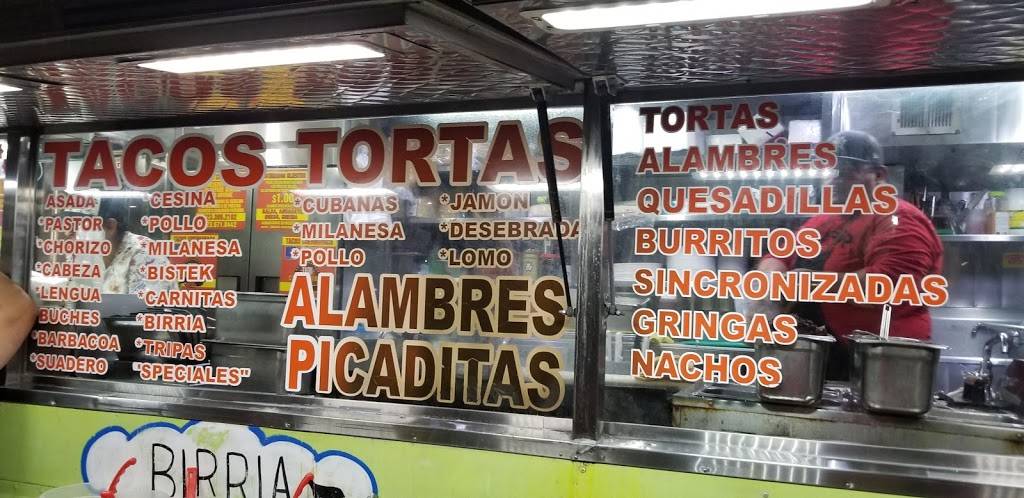 TACOS
*ASADA
*PASTOR
*CHORIZO
*CABEZA
*LENGUA
*BUCHES
*BARBACOA
*SUADERO
*CESINA
*POLLO
*MILANESA
*BISTEK
*CARNITAS
*BIRRIA
*TRIPAS
"SPECIALES"
TORTAS
*CUBANAS
*MILANESA
*POLLO
*JAMON
*DESEBRADA
*LOMO
ALAMBRES
PICADITAS
TORTAS
ALAMBRES
QUESADILLAS
BURRITOS
SINCRONIZADAS
GRINGAS
NACHOS
BIRRIA